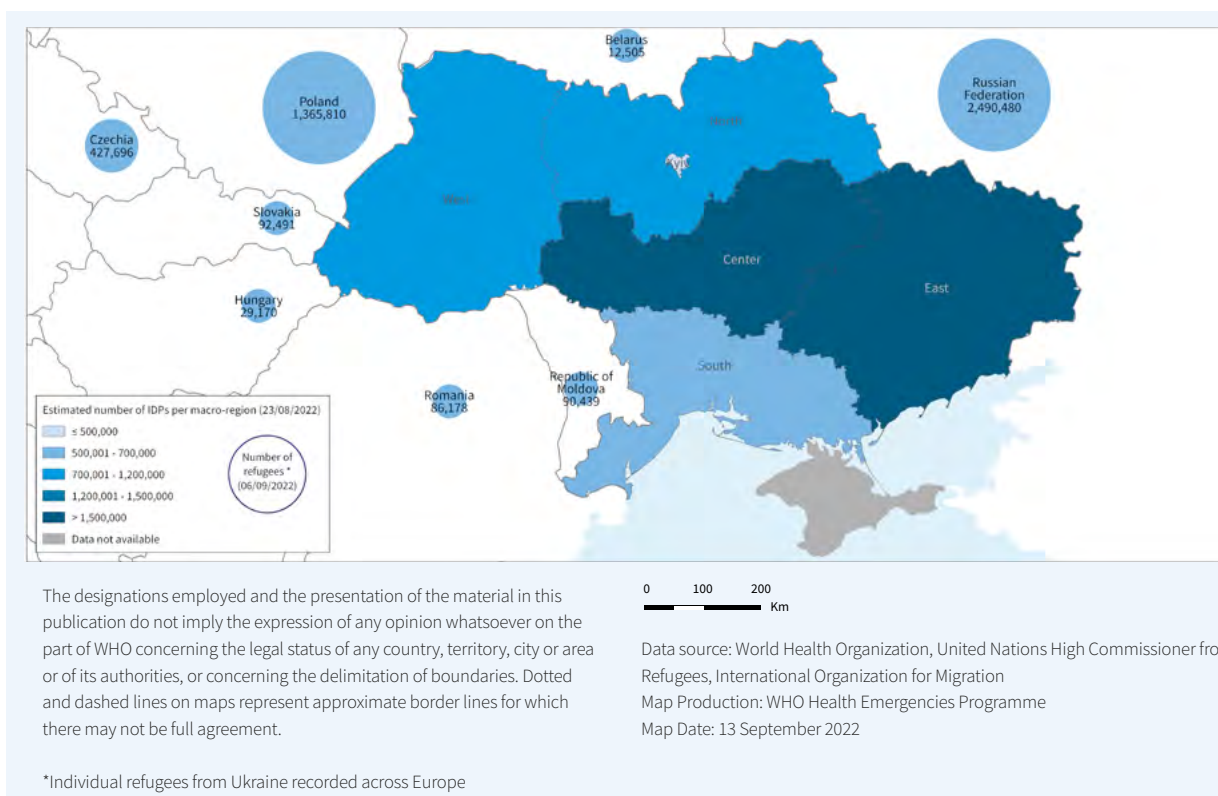 Belarus
12,505
Poland
1,365,810
Russian
Federation
2,490,480
Czechia
427,696
North
Kyiv
West
Slovakia
92,491
Center
East
Hungary
29,170
South
Republic of
Moldova
90,439
Romania
86,178
Estimated number of IDPs per macro-region (23/08/2022)
≤ 500,000
500,001 - 700,000
700,001 - 1,200,000
1,200,001 - 1,500,000
> 1,500,000
Data not available
Number of
refugees *
(06/09/2022)
The designations employed and the presentation of the material in this
publication do not imply the expression of any opinion whatsoever on the
part of WHO concerning the legal status of any country, territory, city or area
or of its authorities, or concerning the delimitation of boundaries. Dotted
and dashed lines on maps represent approximate border lines for which
there may not be full agreement.
*Individual refugees from Ukraine recorded across Europe
0 100 200
Km
Data source: World Health Organization, United Nations High Commissioner fro
Refugees, International Organization for Migration
Map Production: WHO Health Emergencies Programme
Map Date: 13 September 2022